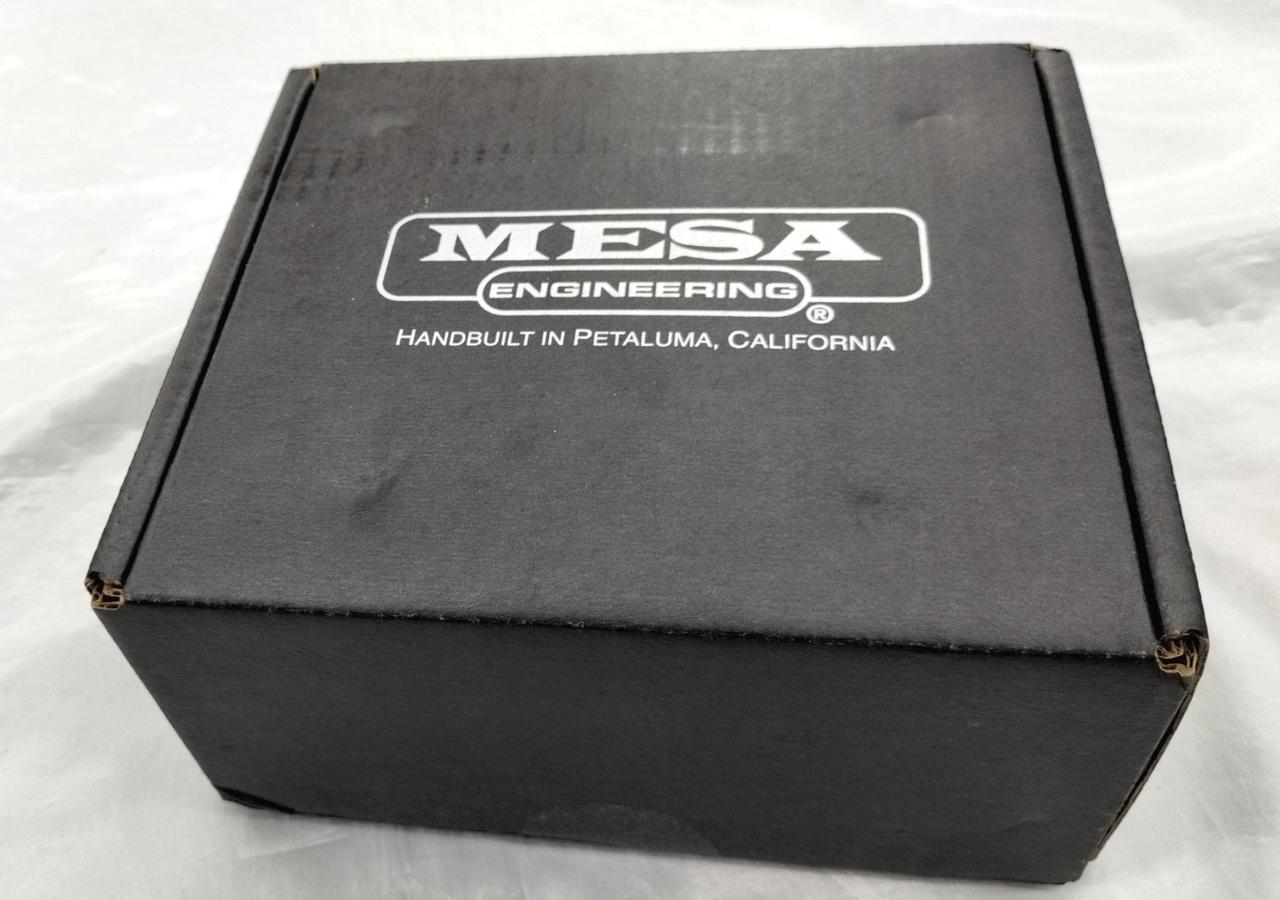 MESA
ENGINEERING
®
HANDBUILT IN PETALUMA, CALIFORNIA